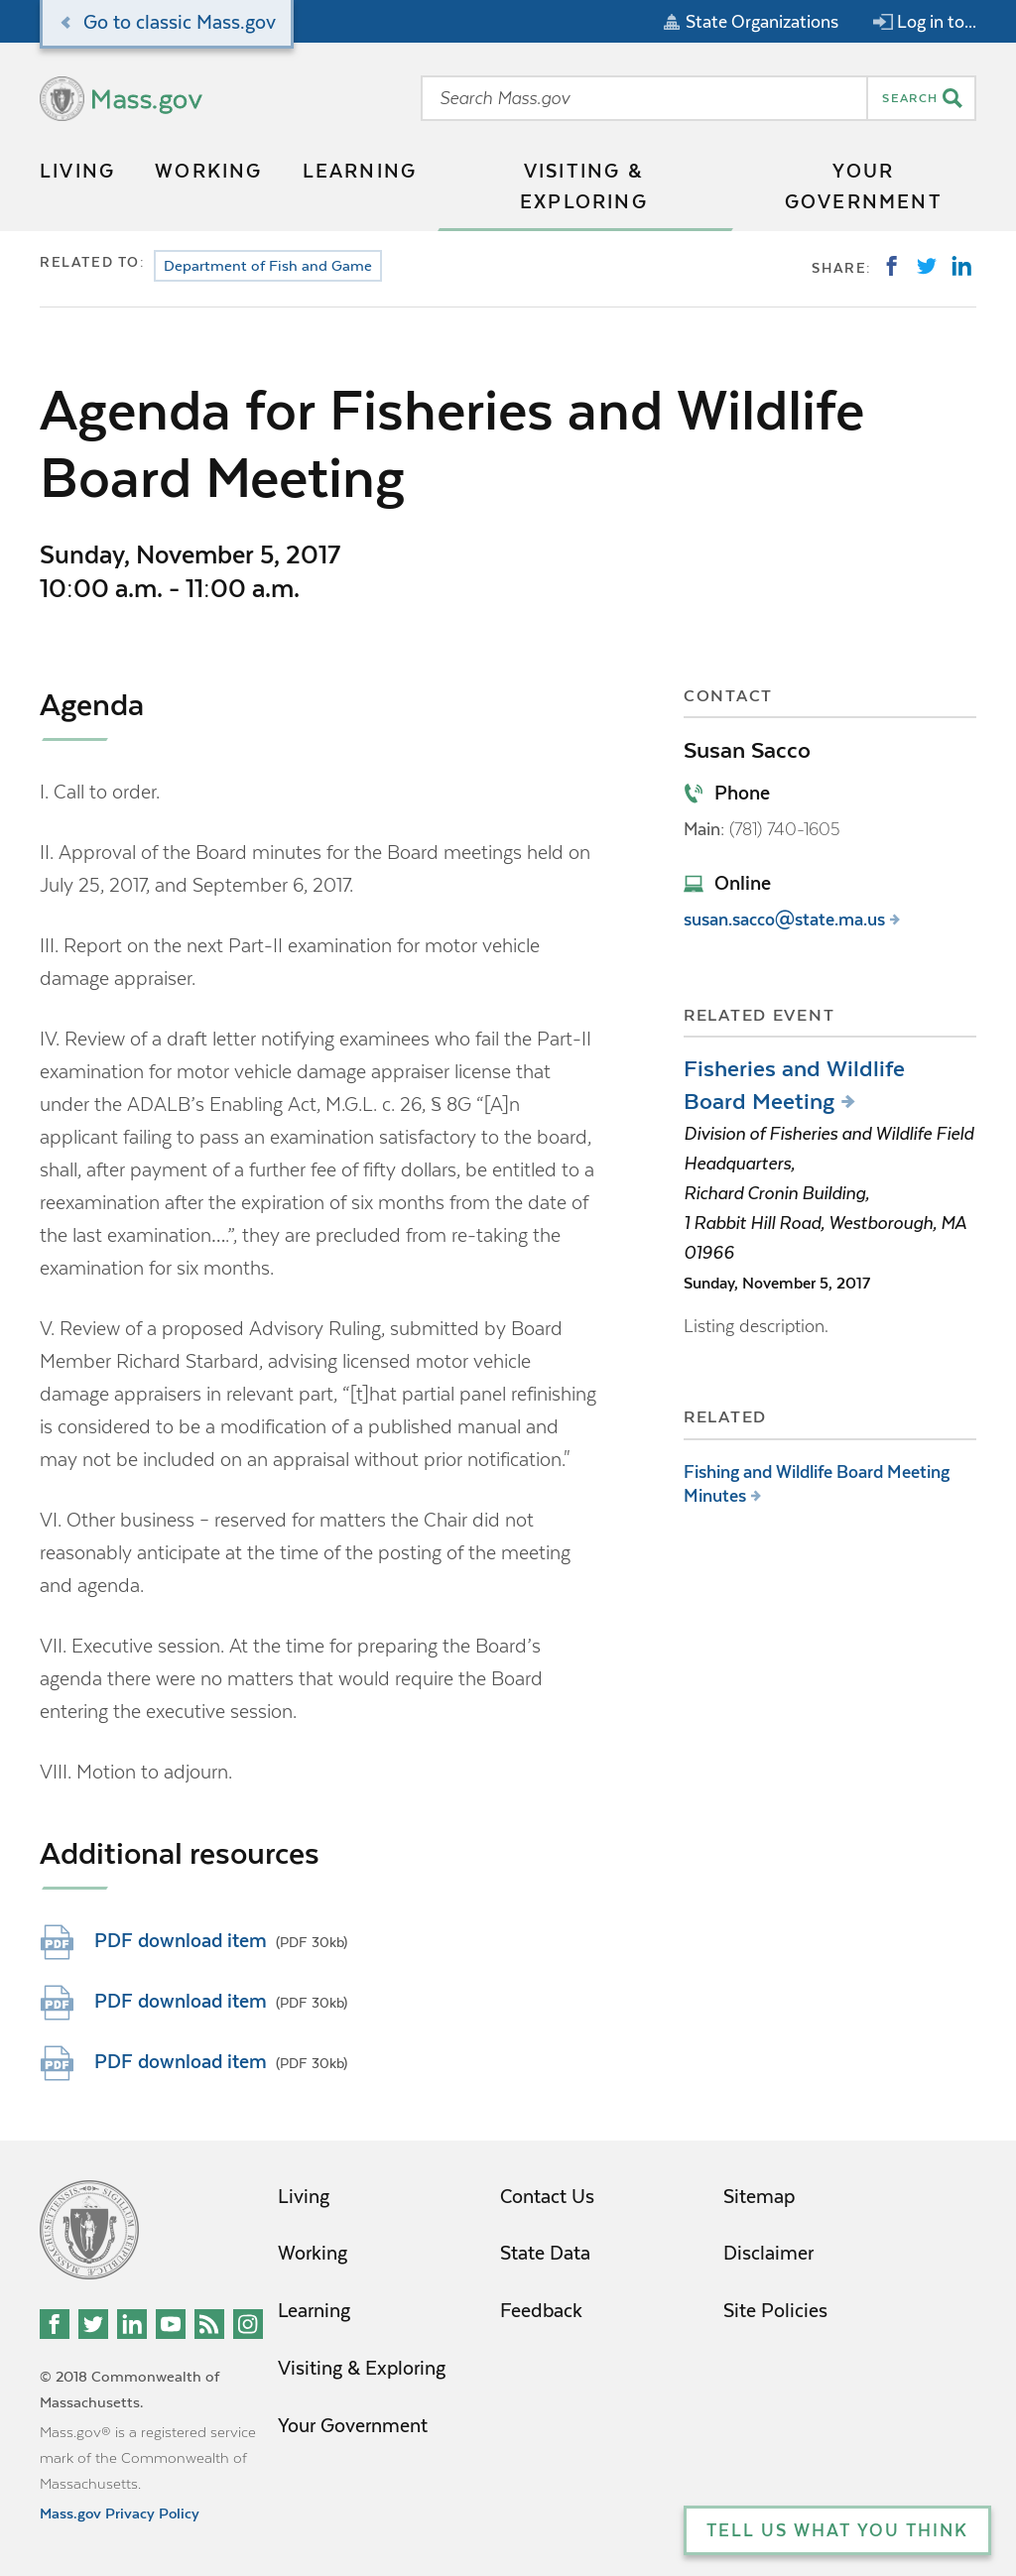 Go to classic Mass.gov
State Organizations
Log in to...
Mass.gov
Search Mass.gov
SEARCH
LIVING
WORKING
LEARNING
VISITING &
EXPLORING
YOUR
GOVERNMENT
RELATED TO:
Department of Fish and Game
SHARE:
Agenda for Fisheries and Wildlife
Board Meeting
Sunday, November 5, 2017
10:00 a.m. - 11:00 a.m.
Agenda
I. Call to order.
II. Approval of the Board minutes for the Board meetings held on
July 25, 2017, and September 6, 2017.
III. Report on the next Part-II examination for motor vehicle
damage appraiser.
IV. Review of a draft letter notifying examinees who fail the Part-II
examination for motor vehicle damage appraiser license that
under the ADALB’s Enabling Act, M.G.L. c. 26, § 8G “[A]n
applicant failing to pass an examination satisfactory to the board,
shall, after payment of a further fee of fifty dollars, be entitled to a
reexamination after the expiration of six months from the date of
the last examination….”, they are precluded from re-taking the
examination for six months.
V. Review of a proposed Advisory Ruling, submitted by Board
Member Richard Starbard, advising licensed motor vehicle
damage appraisers in relevant part, “[t]hat partial panel refinishing
is considered to be a modification of a published manual and
may not be included on an appraisal without prior notification."
VI. Other business – reserved for matters the Chair did not
reasonably anticipate at the time of the posting of the meeting
and agenda.
VII. Executive session. At the time for preparing the Board’s
agenda there were no matters that would require the Board
entering the executive session.
VIII. Motion to adjourn.
Additional resources
PDF PDF download item (PDF 30kb)
PDF PDF download item (PDF 30kb)
PDF PDF download item (PDF 30kb)
CONTACT
Susan Sacco
Phone
Main: (781) 740-1605
Online
susan.sacco@state.ma.us
RELATED EVENT
Fisheries and Wildlife
Board Meeting
Division of Fisheries and Wildlife Field
Headquarters,
Richard Cronin Building,
1 Rabbit Hill Road, Westborough, MA
01966
Sunday, November 5, 2017
Listing description.
RELATED
Fishing and Wildlife Board Meeting
Minutes
Living
Working
Learning
Visiting & Exploring
Your Government
Contact Us
State Data
Feedback
Sitemap
Disclaimer
Site Policies
© 2018 Commonwealth of
Massachusetts.
Mass.gov® is a registered service
mark of the Commonwealth of
Massachusetts.
Mass.gov Privacy Policy
TELL US WHAT YOU THINK